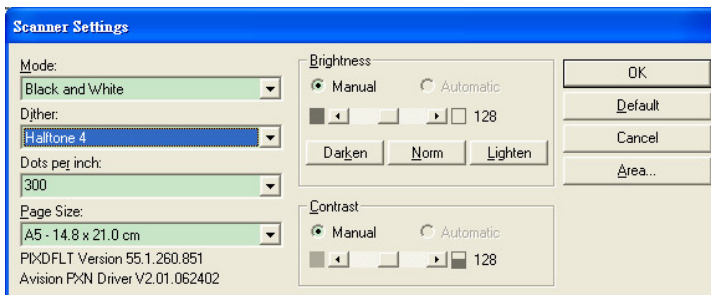 Scanner Settings
Mode:
Black and White
Dither:
Halftone 4
Dots per inch:
300
Page Size:
A5 - 14.8 x 21.0 cm
PIXDFLT Version 55.1.260.851
Avision PXN Driver V2.01.062402
Brightness
Manual Automatic
128
Darken Norm Lighten
Contrast
Manual Automatic
128
OK
Default
Cancel
Area...